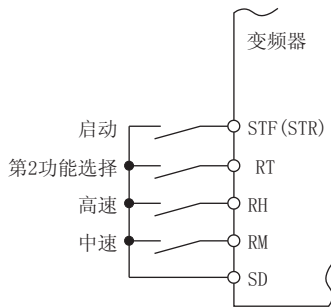 变频器
启动 STF(STR)
第2功能选择 RT
高速 RH
中速 RM
SD